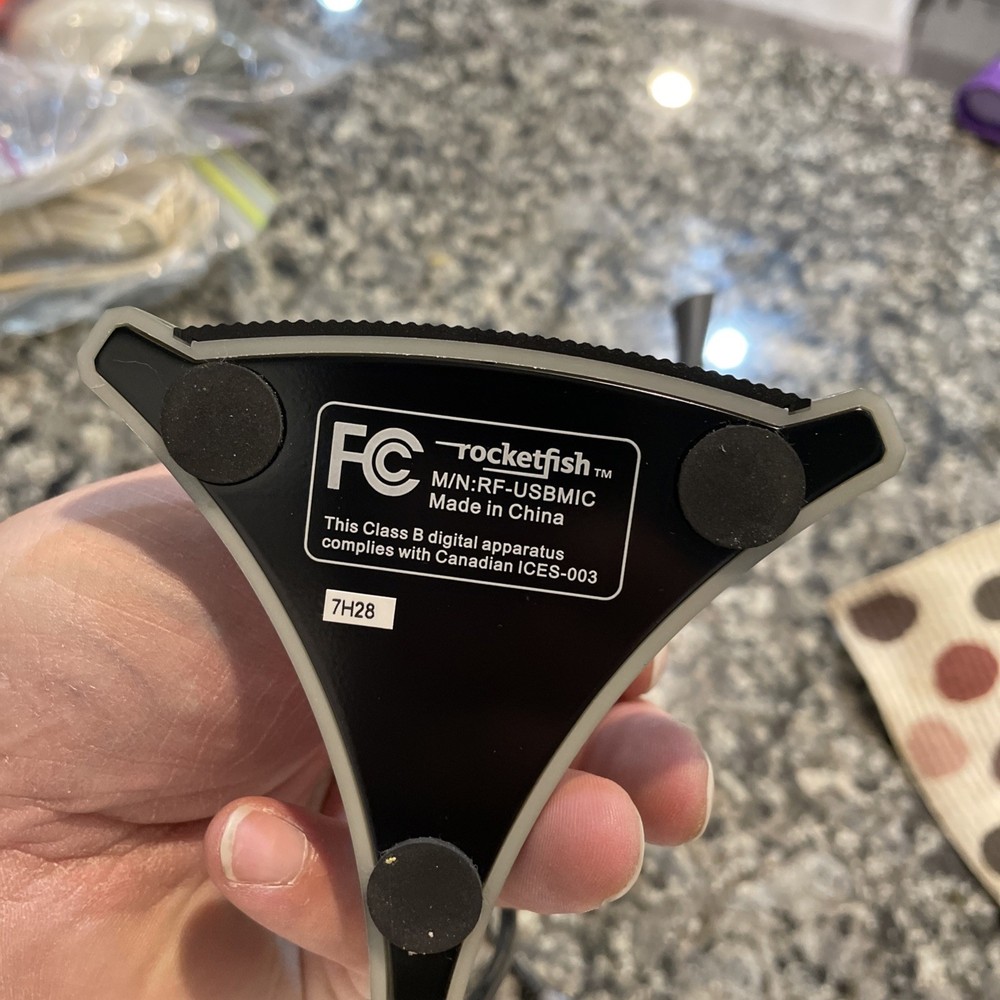 FC
rocketfish™
M/N:RF-USBMIC
Made in China
This Class B digital apparatus
complies with Canadian ICES-003
7H28